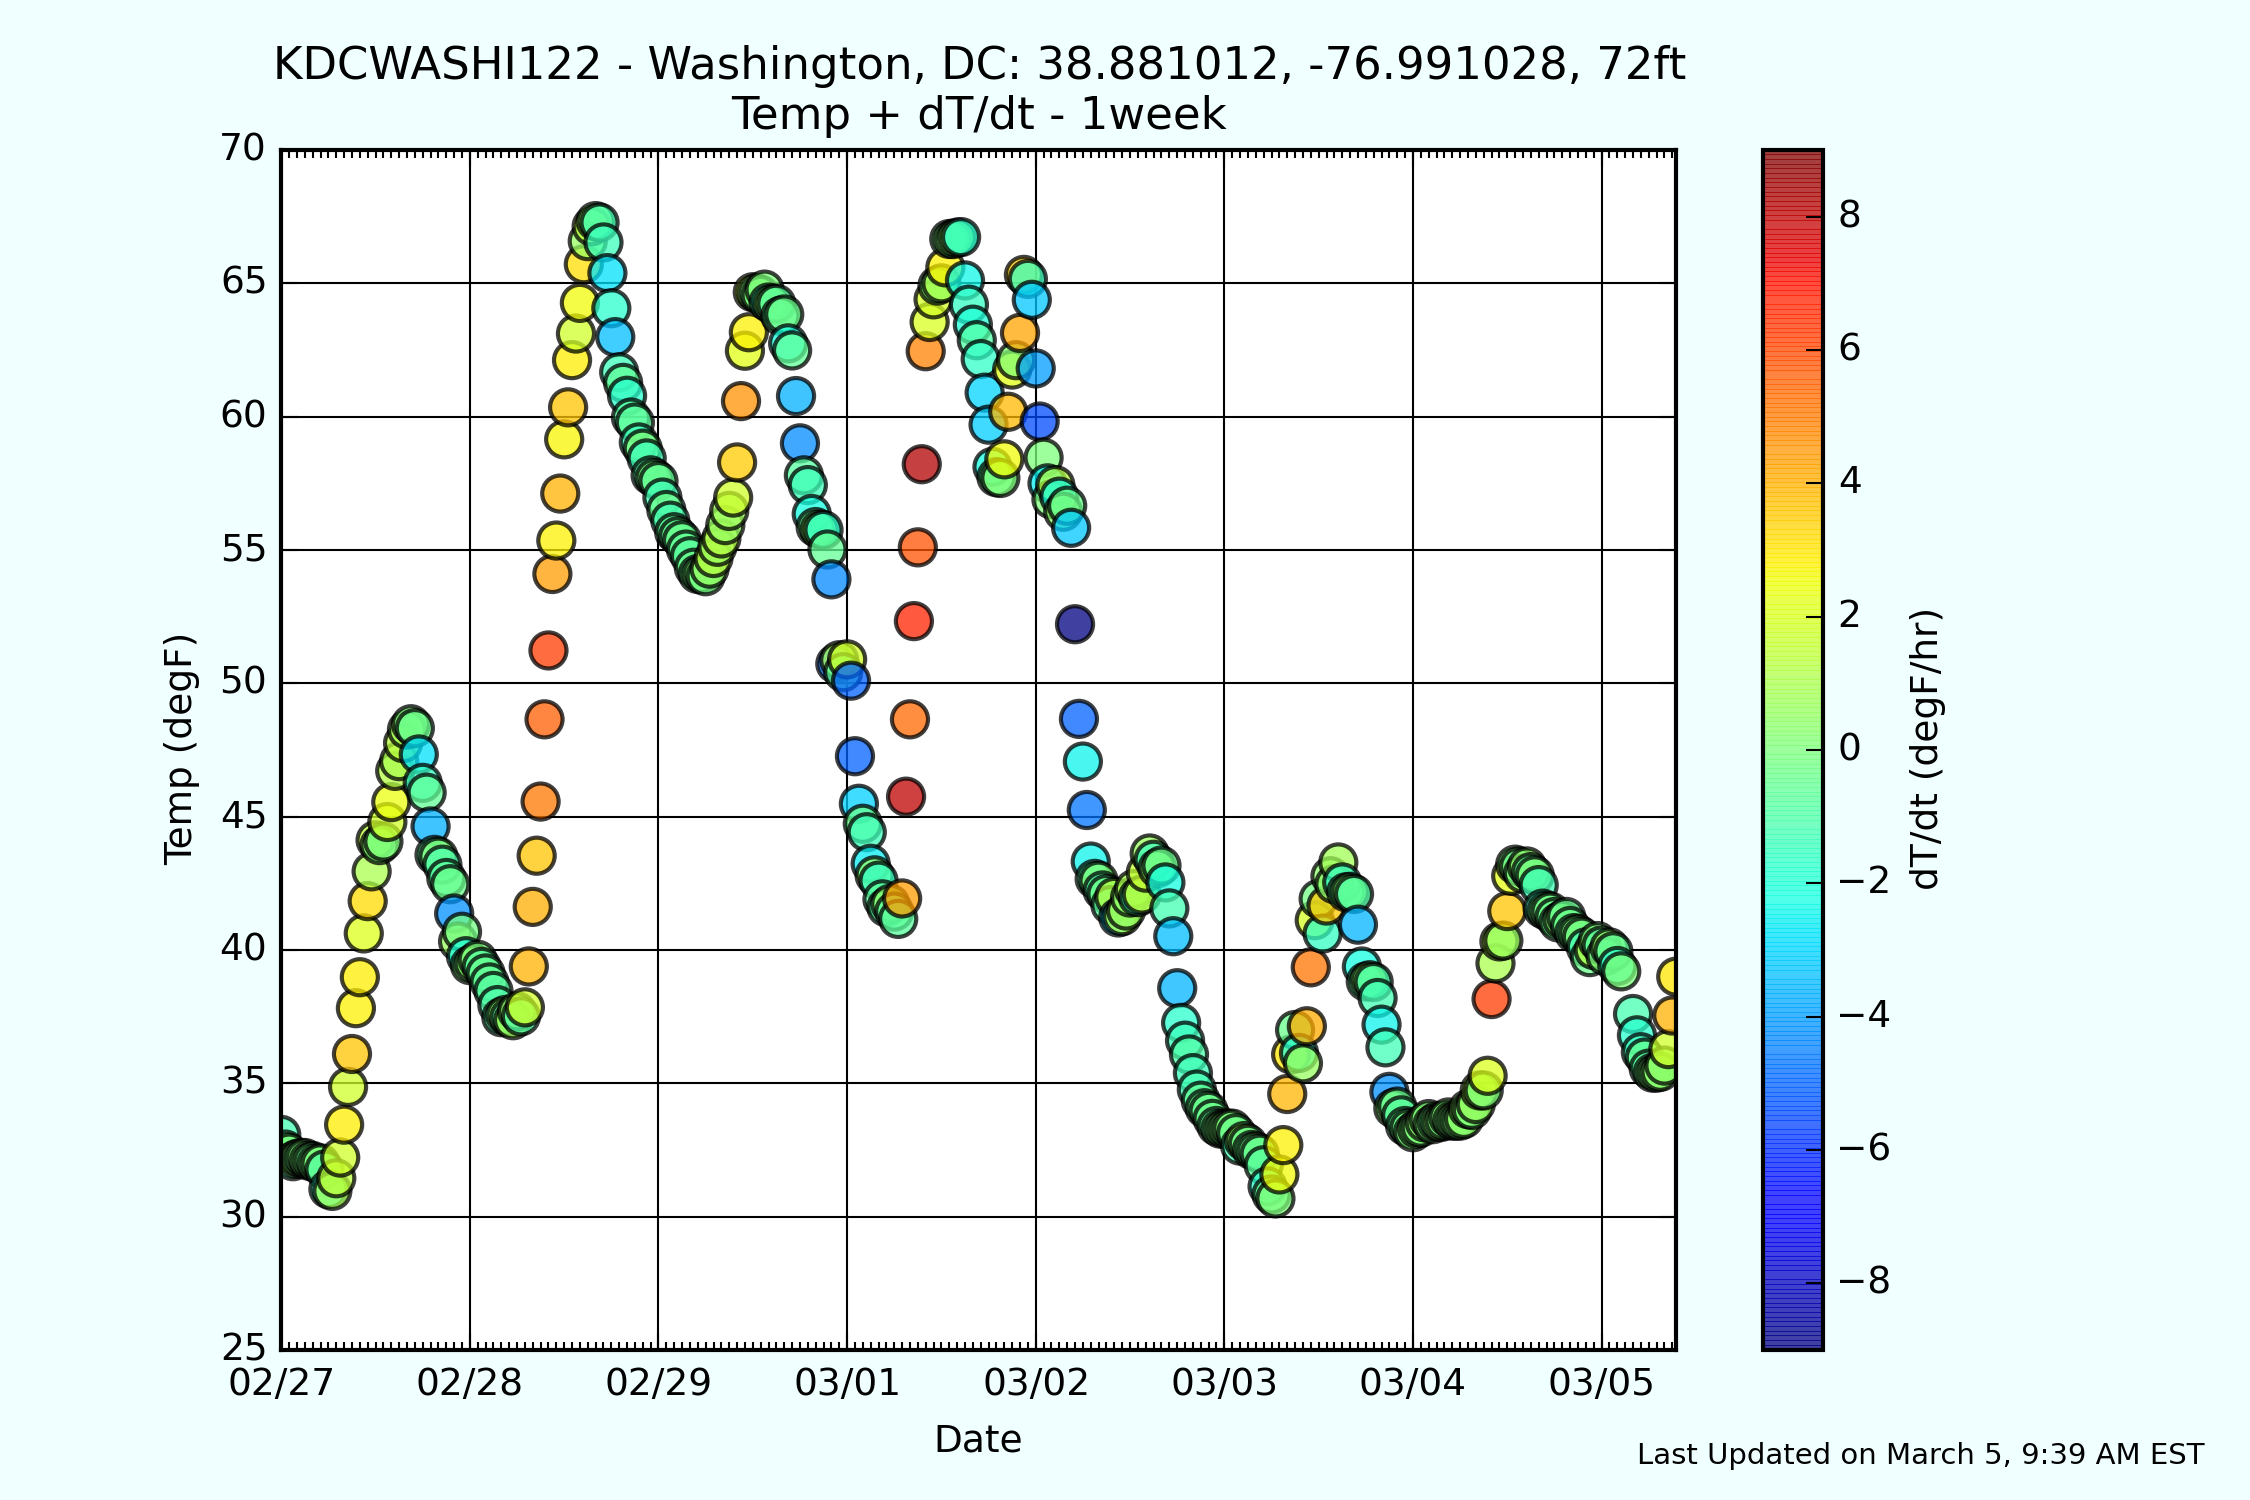 KDCWASHI122 - Washington, DC: 38.881012, -76.991028, 72ft
Temp + dT/dt - 1week
70
65
60
55
50
45
40
35
30
25
Temp (degF)
02/27 02/28 02/29 03/01 03/02 03/03 03/04 03/05
Date
8
6
4
2
0
−2
−4
−6
−8
dT/dt (degF/hr)
Last Updated on March 5, 9:39 AM EST